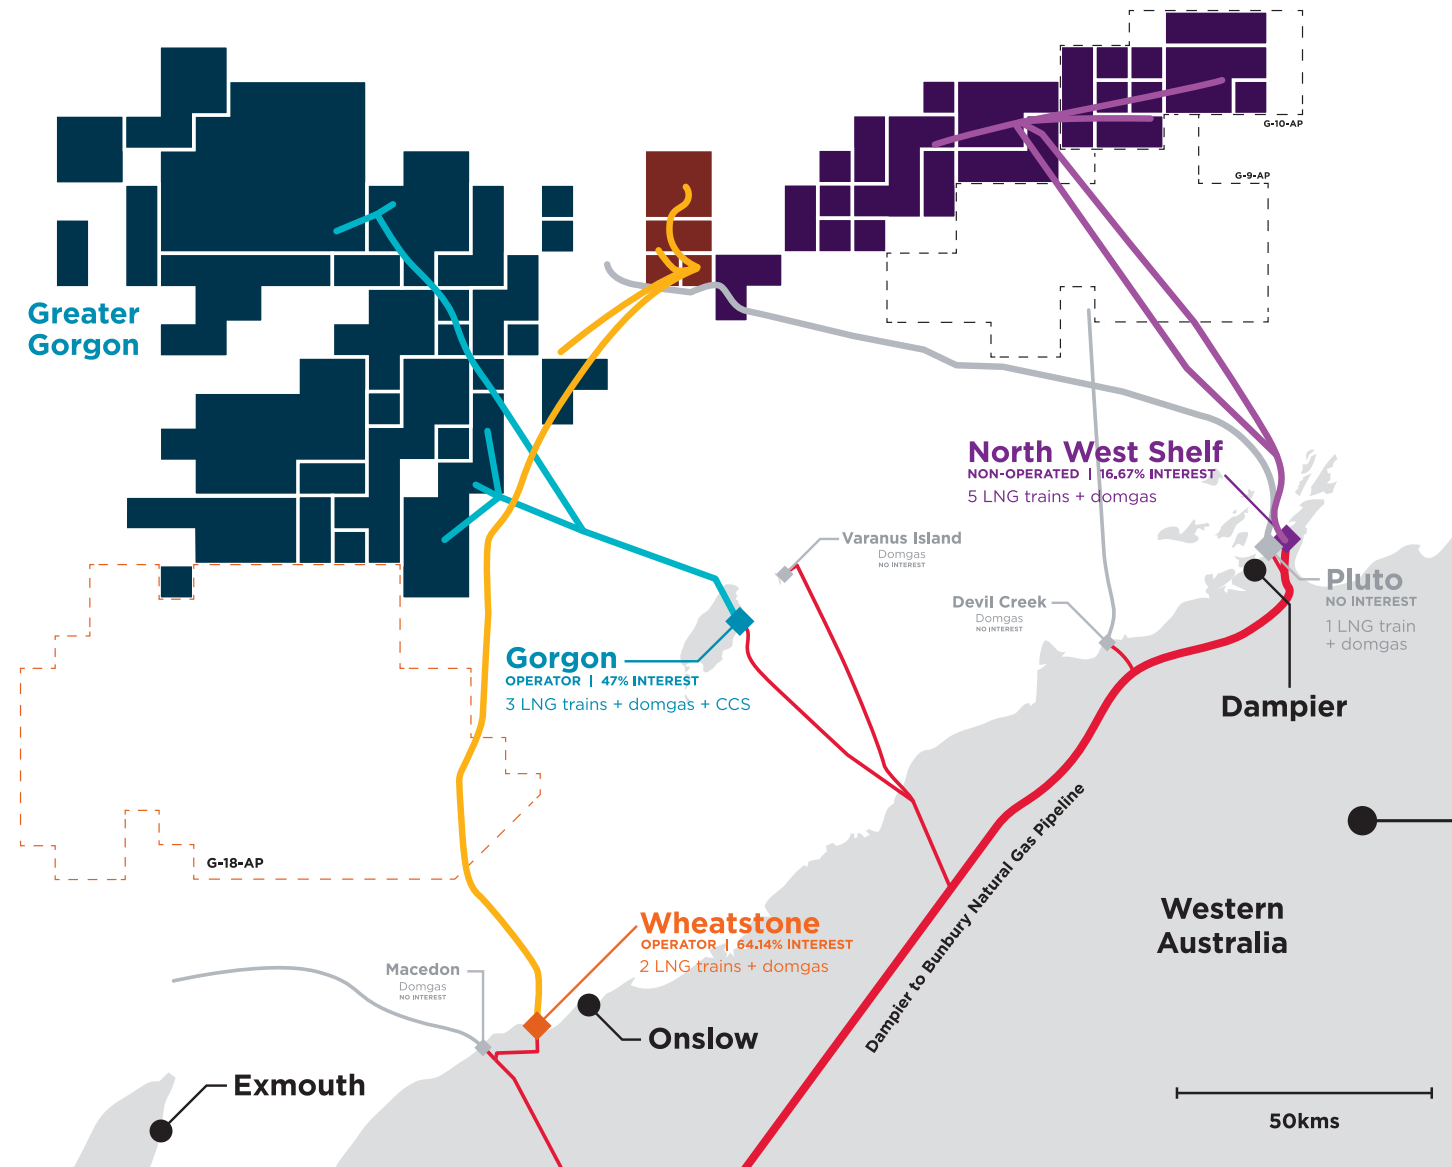 G-10-AP
G-9-AP
Greater
Gorgon
North West Shelf
NON-OPERATED | 16.67% INTEREST
5 LNG trains + domgas
Varanus Island
Domgas
NO INTEREST
Pluto
NO INTEREST
1 LNG train
+ domgas
Devil Creek
Domgas
NO INTEREST
Gorgon
OPERATOR | 47% INTEREST
3 LNG trains + domgas + CCS
Dampier
Dampier to Bunbury Natural Gas Pipeline
G-18-AP
Western
Australia
Wheatstone
OPERATOR | 64.14% INTEREST
2 LNG trains + domgas
Macedon
Domgas
NO INTEREST
Onslow
Exmouth
50kms